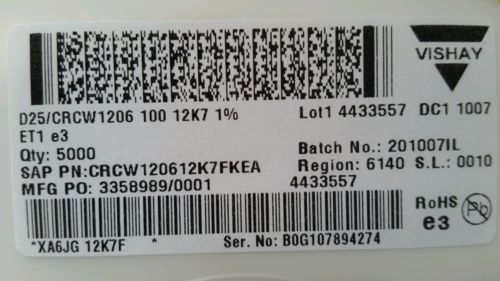 VISHAY
D25/CRCW1206 100 12K7 1% Lot1 4433557 DC1 1007
ET1 e3
Qty: 5000 Batch No.: 201007IL
SAP PN:CRCW120612K7FKEA Region: 6140 S.L.: 0010
MFG PO: 3358989/0001 4433557
RoHS
Pb
e3
*XA6JG 12K7F * Ser. No: B0G107894274